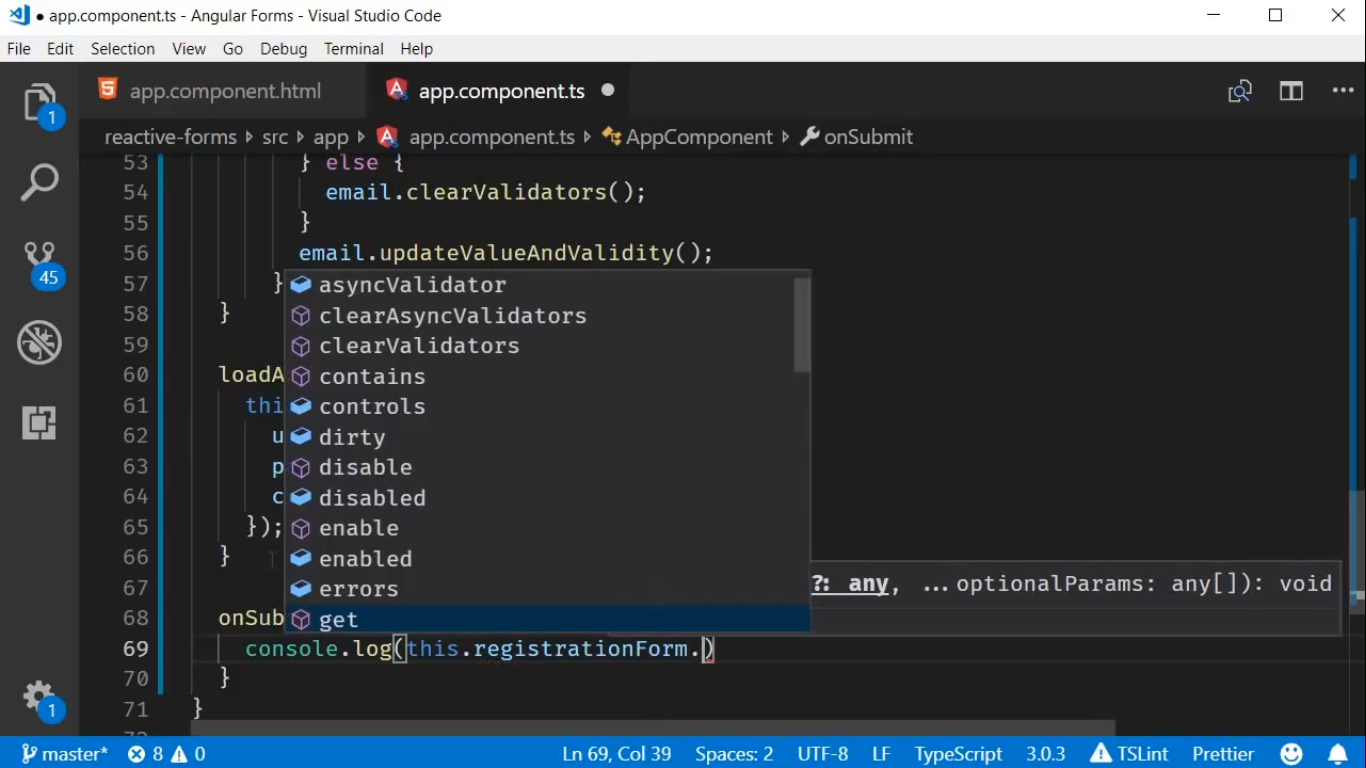 app.component.ts - Angular Forms - Visual Studio Code
File Edit Selection View Go Debug Terminal Help
app.component.html app.component.ts
reactive-forms src app app.component.ts AppComponent onSubmit
1
45
1
53 } else {
54 email.clearValidators();
55 }
56 email.updateValueAndValidity();
57 }
58 }
59
60 loadA
61 thi
62 u
63 p
64 c
65 });
66 }
67
68 onSub
69 console.log(this.registrationForm.)
70 }
71 }
asyncValidator
clearAsyncValidators
clearValidators
contains
controls
dirty
disable
disabled
enable
enabled
errors
get
?: any, ...optionalParams: any[]): void
master* 8 0 Ln 69, Col 39 Spaces: 2 UTF-8 LF TypeScript 3.0.3 TSLint Prettier